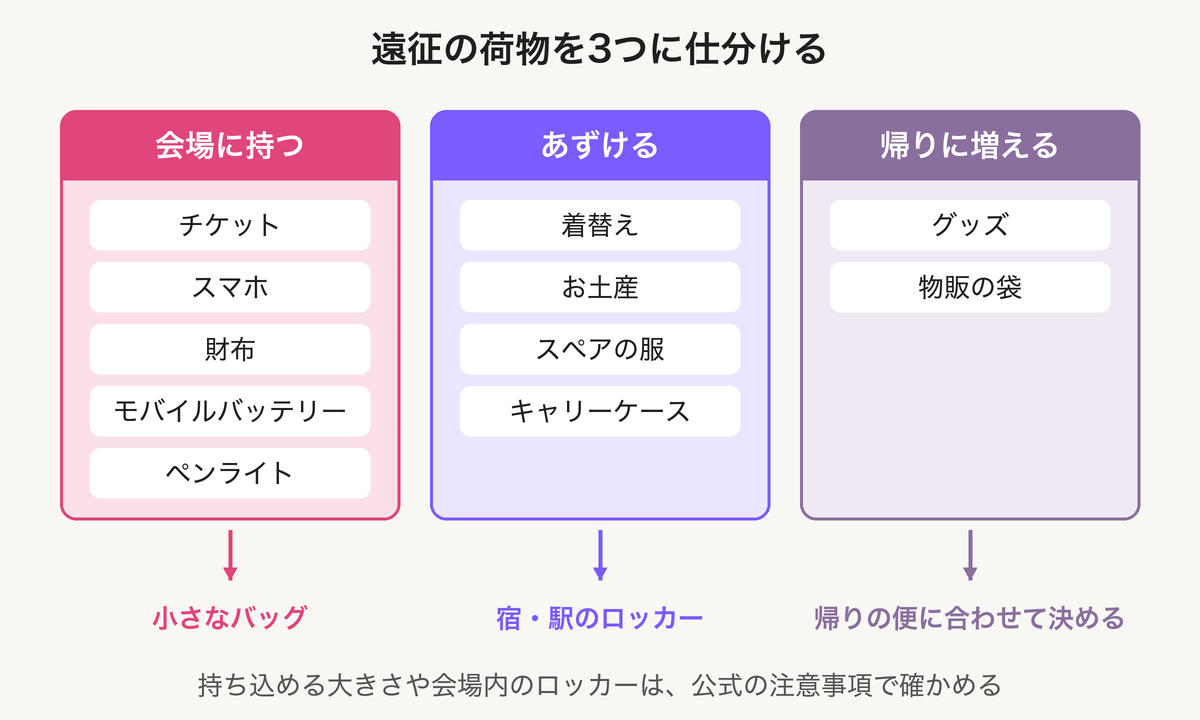 遠征の荷物を3つに仕分ける
会場に持つ
チケット
スマホ
財布
モバイルバッテリー
ペンライト
小さなバッグ
あずける
着替え
お土産
スペアの服
キャリーケース
宿・駅のロッカー
帰りに増える
グッズ
物販の袋
帰りの便に合わせて決める
持ち込める大きさや会場内のロッカーは、公式の注意事項で確かめる